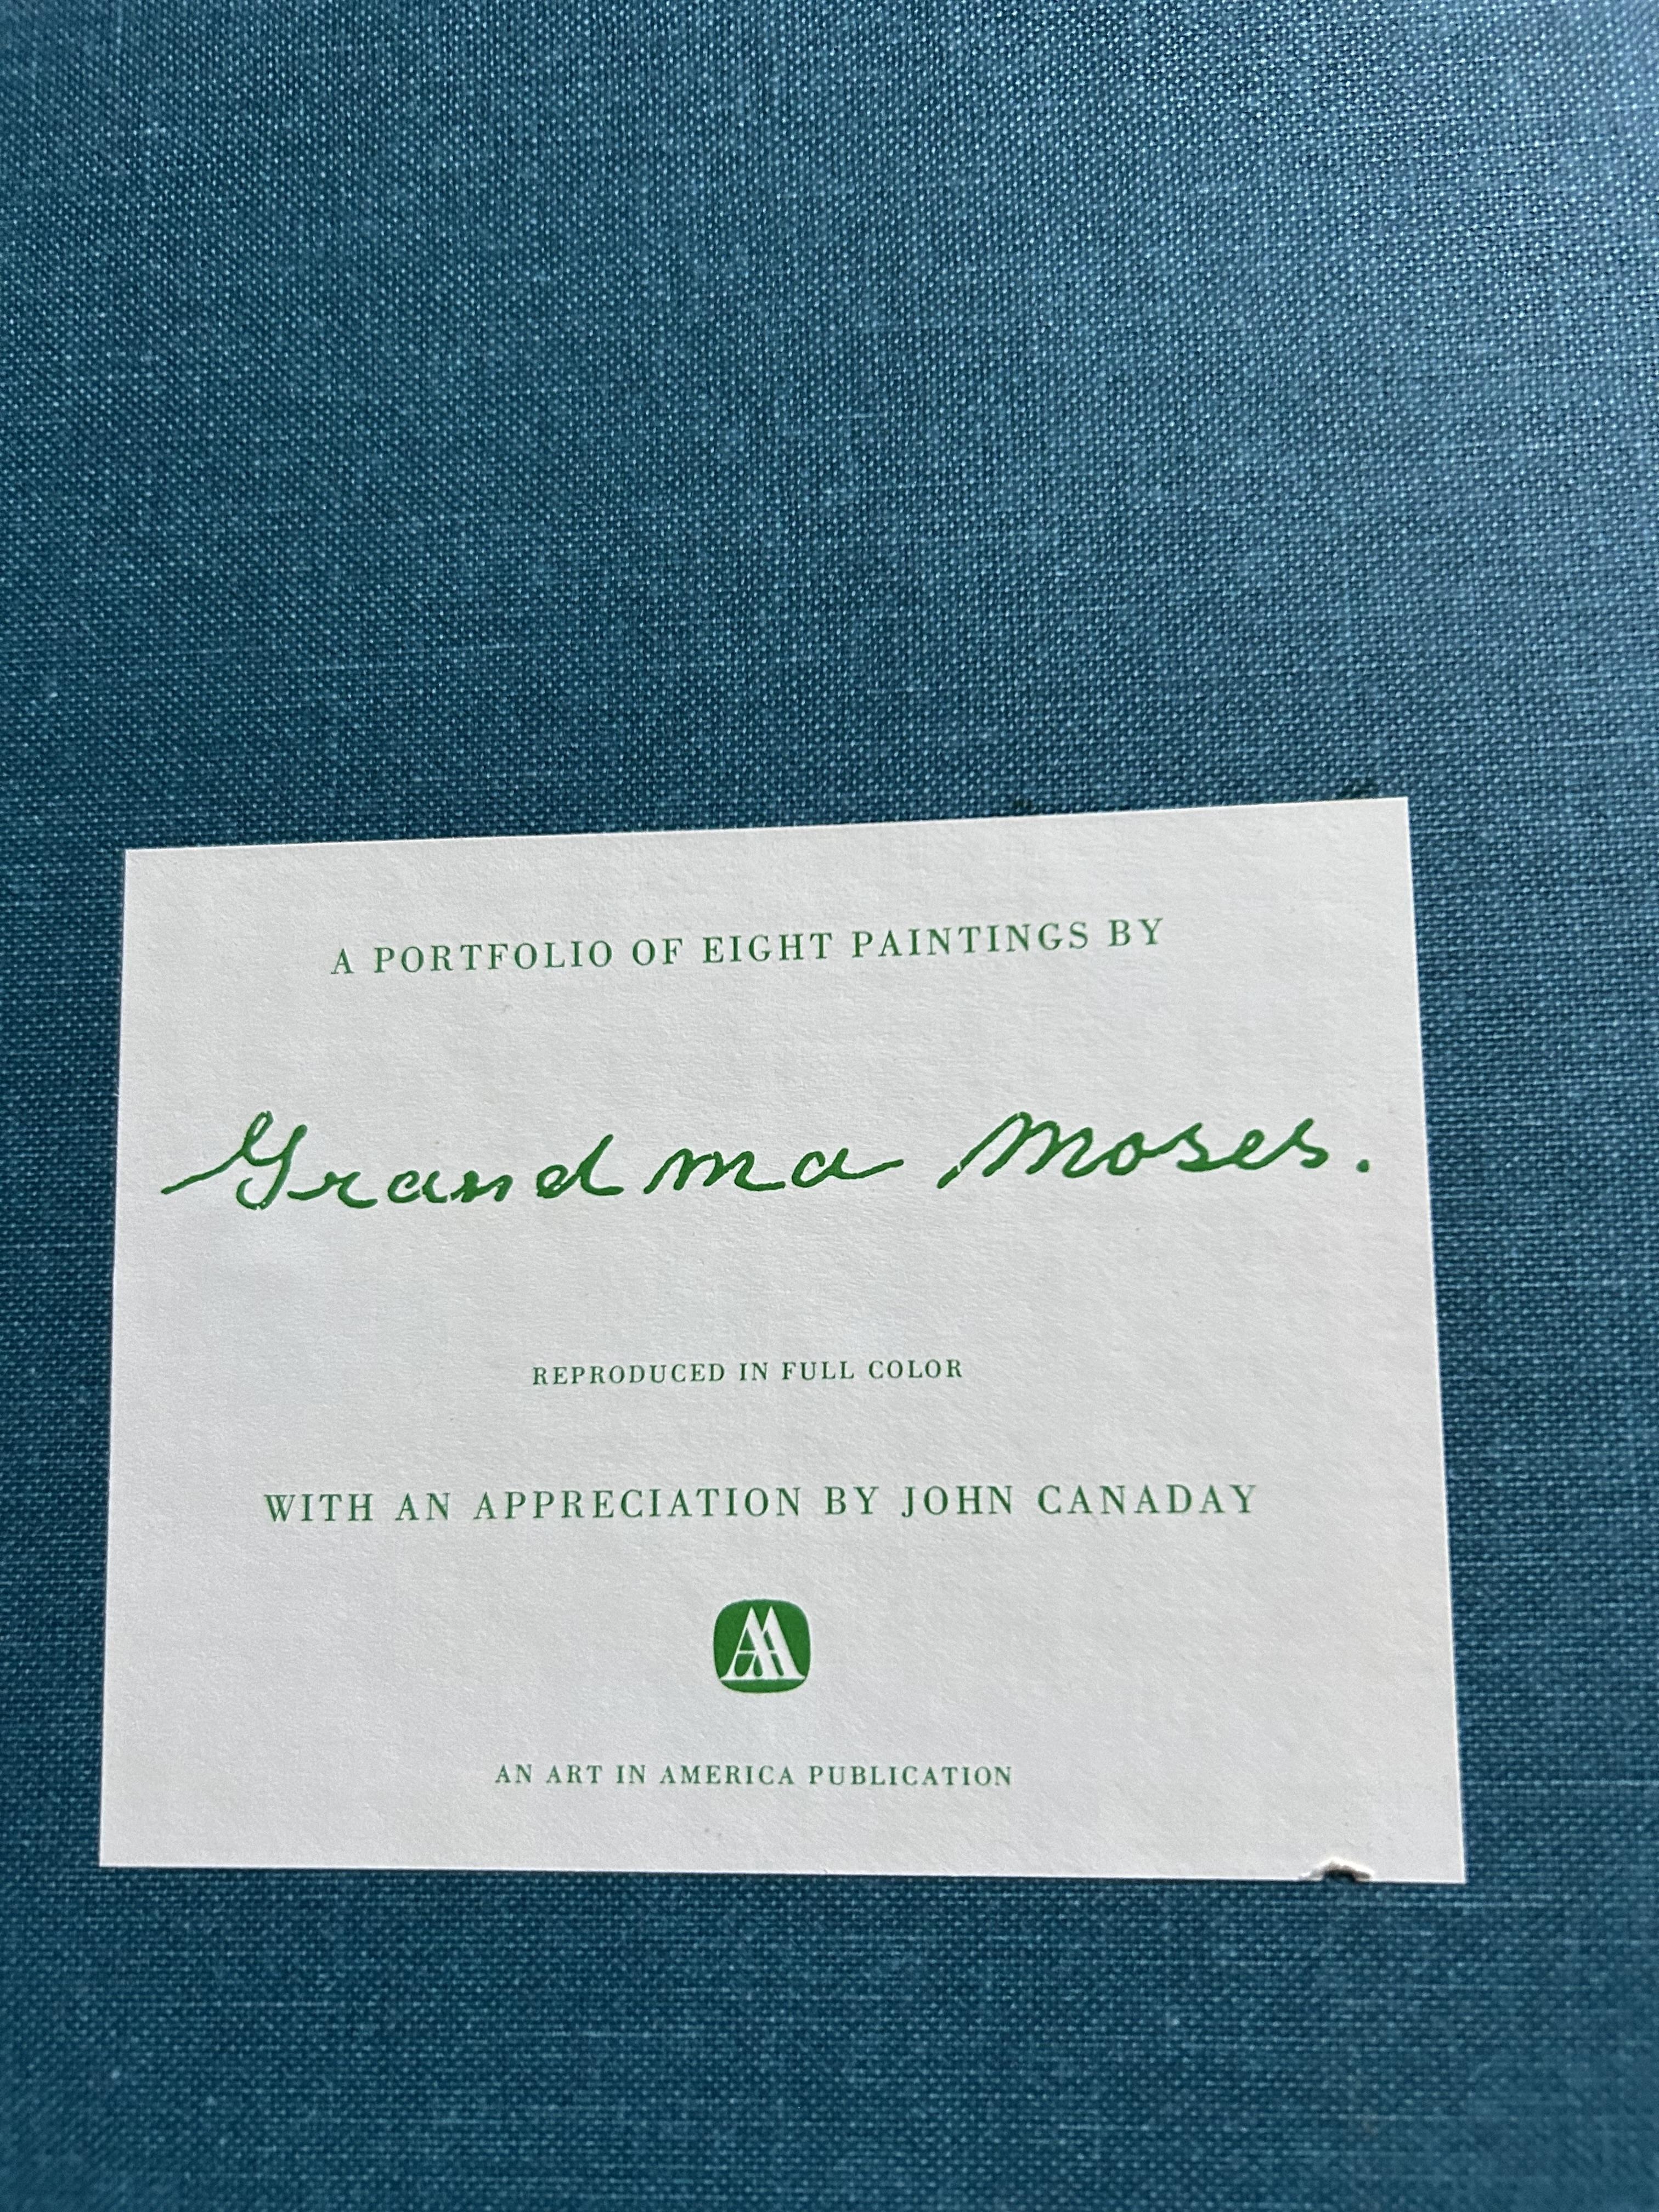 A PORTFOLIO OF EIGHT PAINTINGS BY
Grandma Moses.
REPRODUCED IN FULL COLOR
WITH AN APPRECIATION BY JOHN CANADAY
AA
AN ART IN AMERICA PUBLICATION